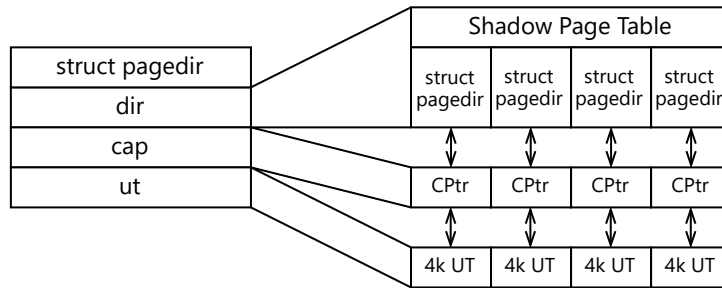 Shadow Page Table
struct pagedir
struct pagedir struct pagedir struct pagedir struct pagedir
dir
cap
CPtr CPtr CPtr CPtr
ut
4k UT 4k UT 4k UT 4k UT